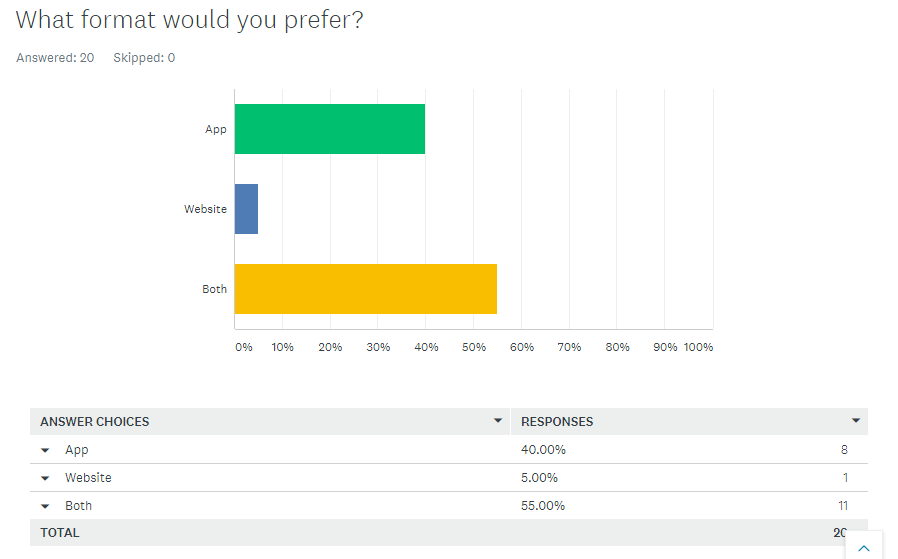 What format would you prefer?
Answered: 20 Skipped: 0
App
Website
Both
0% 10% 20% 30% 40% 50% 60% 70% 80% 90% 100%
ANSWER CHOICES RESPONSES
App 40.00% 8
Website 5.00% 1
Both 55.00% 11
TOTAL 20